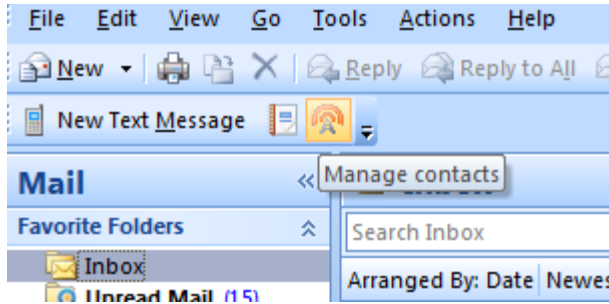 File Edit View Go Tools Actions Help
New Reply Reply to All
New Text Message
Manage contacts
Mail «
Favorite Folders
Search Inbox
Inbox
Arranged By: Date Newes
Unread Mail (15)